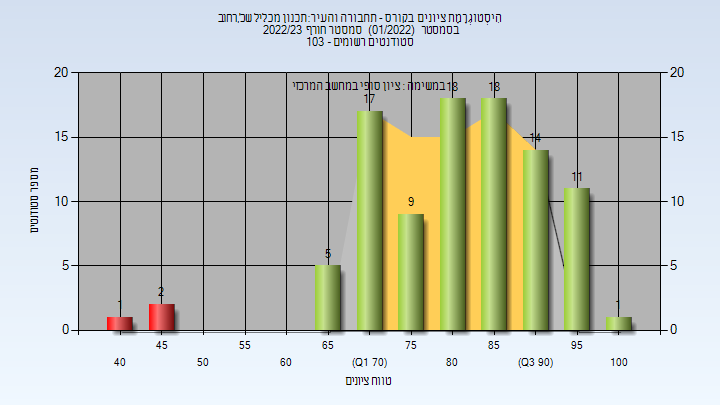 היסטוגרמת ציונים בקורס - תחבורה והעיר:תכנון מכליל של,רחוב
בסמסטר (01/2022) סמסטר חורף 2022/23
סטודנטים רשומים - 103
במשימה : ציון סופי במחשב המרכזי
מספר סטודנטים
20 15 10 5 0
20 15 10 5 0
1 2 5 17 9 18 18 14 11 1
45 55 65 75 85 95
40 50 60 (Q1 70) 80 (Q3 90) 100
טווח ציונים